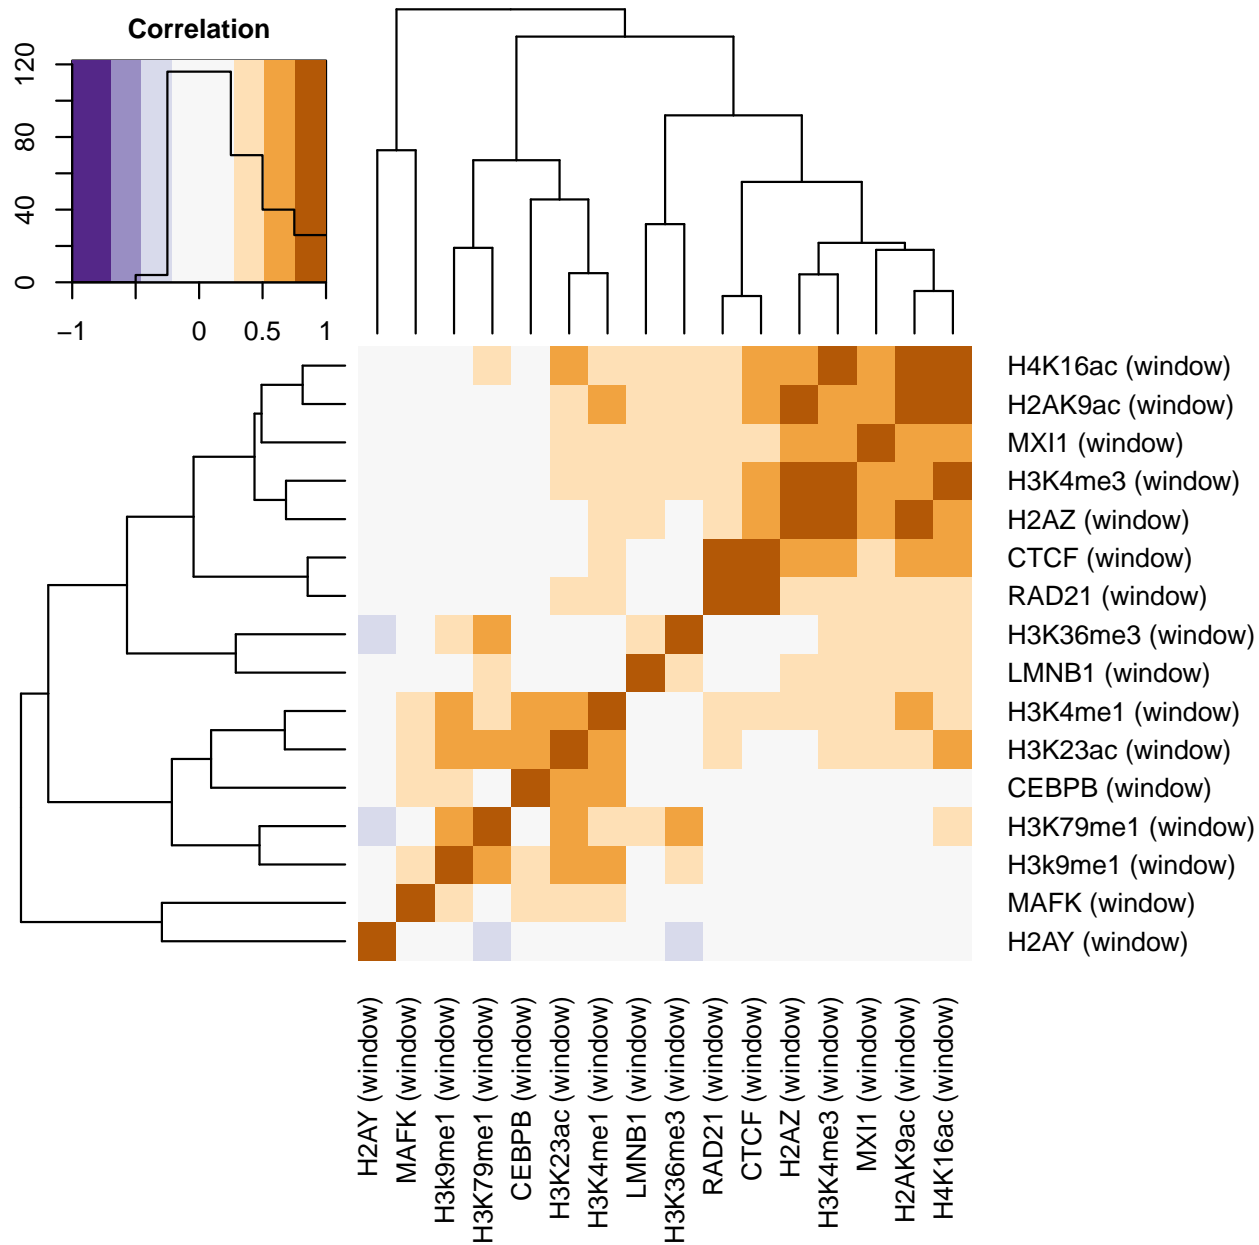 Correlation
0 40 80 120
−1 0 0.5 1
H4K16ac (window)
H2AK9ac (window)
MXI1 (window)
H3K4me3 (window)
H2AZ (window)
CTCF (window)
RAD21 (window)
H3K36me3 (window)
LMNB1 (window)
H3K4me1 (window)
H3K23ac (window)
CEBPB (window)
H3K79me1 (window)
H3k9me1 (window)
MAFK (window)
H2AY (window)
H2AY (window)
MAFK (window)
H3k9me1 (window)
H3K79me1 (window)
CEBPB (window)
H3K23ac (window)
H3K4me1 (window)
LMNB1 (window)
H3K36me3 (window)
RAD21 (window)
CTCF (window)
H2AZ (window)
H3K4me3 (window)
MXI1 (window)
H2AK9ac (window)
H4K16ac (window)